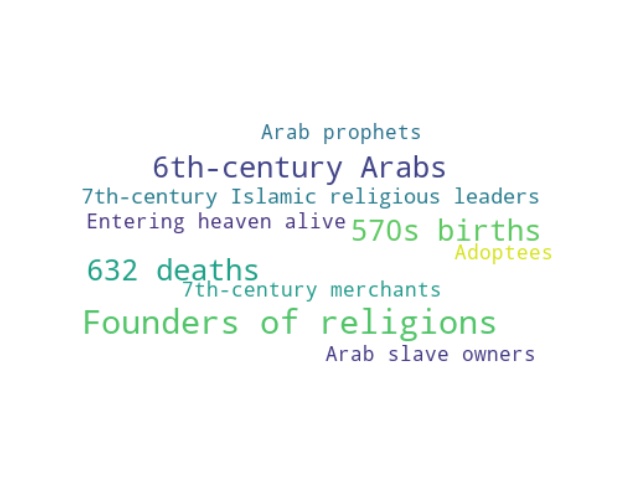 Arab prophets
6th-century Arabs
7th-century Islamic religious leaders
Entering heaven alive
570s births
Adoptees
632 deaths
7th-century merchants
Founders of religions
Arab slave owners